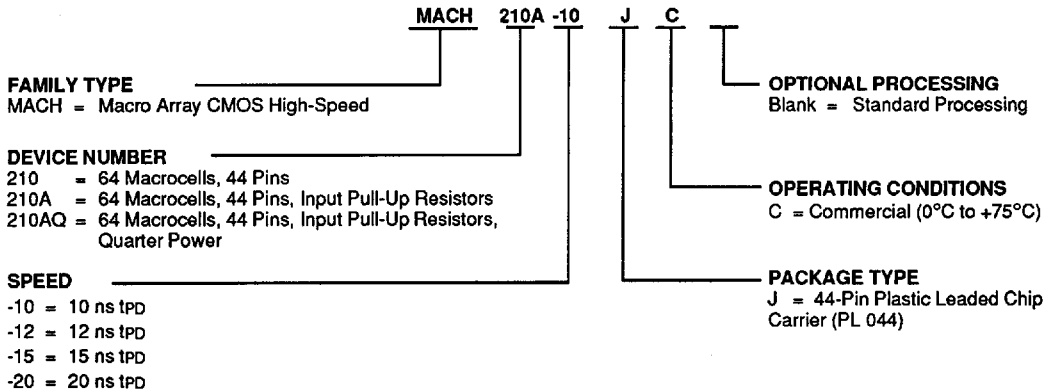 MACH 210A -10 J C
FAMILY TYPE
MACH = Macro Array CMOS High-Speed
DEVICE NUMBER
210 = 64 Macrocells, 44 Pins
210A = 64 Macrocells, 44 Pins, Input Pull-Up Resistors
210AQ = 64 Macrocells, 44 Pins, Input Pull-Up Resistors,
Quarter Power
SPEED
-10 = 10 ns tPD
-12 = 12 ns tPD
-15 = 15 ns tPD
-20 = 20 ns tPD
OPTIONAL PROCESSING
Blank = Standard Processing
OPERATING CONDITIONS
C = Commercial (0°C to +75°C)
PACKAGE TYPE
J = 44-Pin Plastic Leaded Chip
Carrier (PL 044)